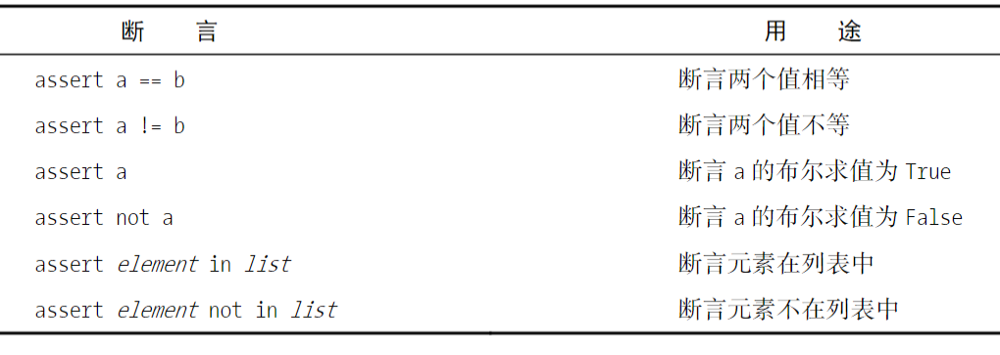 断言 用途
assert a == b 断言两个值相等
assert a != b 断言两个值不等
assert a 断言 a 的布尔求值为 True
assert not a 断言 a 的布尔求值为 False
assert element in list 断言元素在列表中
assert element not in list 断言元素不在列表中